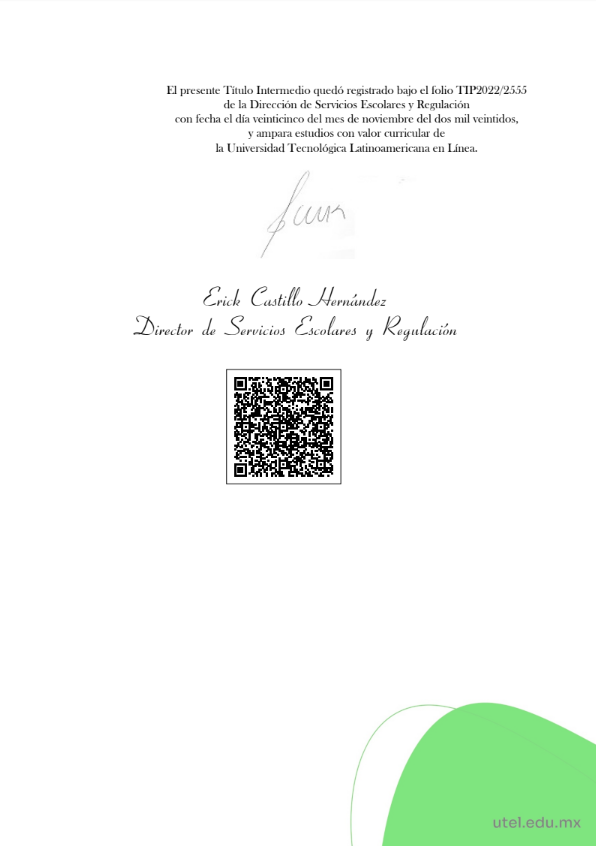 El presente Título Intermedio quedó registrado bajo el folio TIP2022/2555
de la Dirección de Servicios Escolares y Regulación
con fecha el día veinticinco del mes de noviembre del dos mil veintidos,
y ampara estudios con valor curricular de
la Universidad Tecnológica Latinoamericana en Línea.
Erick Castillo Hernández
Director de Servicios Escolares y Regulación
utel.edu.mx